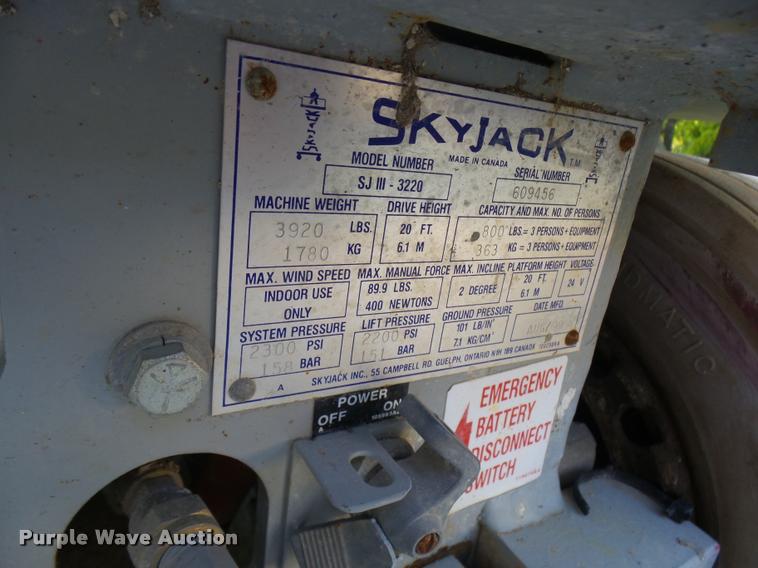 SKYJACK T.M.
MADE IN CANADA
SKYJACK
SKYJACK
MODEL NUMBER
SJ III - 3220
SERIAL NUMBER
609456
MACHINE WEIGHT
3920 LBS.
1780 KG
DRIVE HEIGHT
20 FT.
6.1 M
CAPACITY AND MAX. NO. OF PERSONS
800 LBS = 3 PERSONS + EQUIPMENT
363 KG = 3 PERSONS + EQUIPMENT
MAX. WIND SPEED
INDOOR USE
ONLY
MAX. MANUAL FORCE
89.9 LBS.
400 NEWTONS
MAX. INCLINE
2 DEGREE
PLATFORM HEIGHT
20 FT.
6.1 M
VOLTAGE
24 V
SYSTEM PRESSURE
2300 PSI
158 BAR
LIFT PRESSURE
2200 PSI
151 BAR
GROUND PRESSURE
101 LB/IN²
7.1 KG/CM²
DATE MFD.
A
SKYJACK INC., 55 CAMPBELL RD. GUELPH, ONTARIO N1H 1B9 CANADA
POWER
OFF ON
A
EMERGENCY
BATTERY
DISCONNECT
SWITCH
OMATIC
Purple Wave Auction